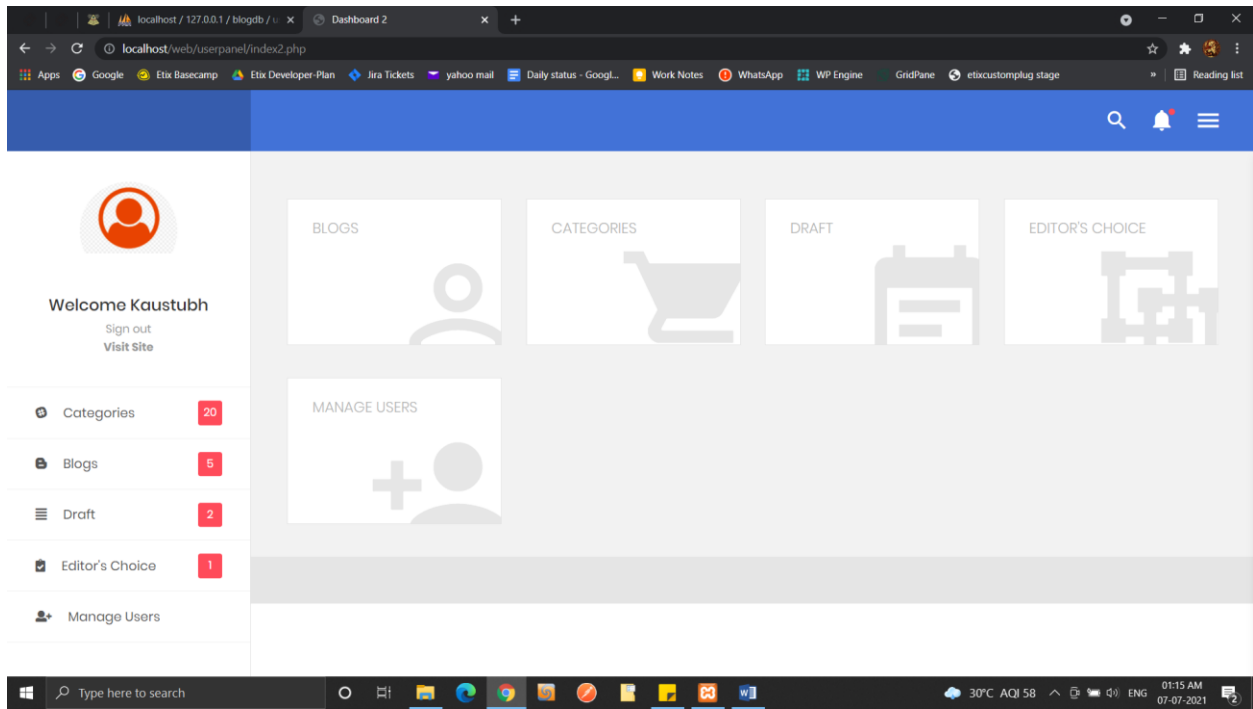 localhost / 127.0.0.1 / blogdb / u
Dashboard 2
localhost/web/userpanel/index2.php
Apps Google Etix Basecamp Etix Developer-Plan Jira Tickets yahoo mail Daily status - Googl... Work Notes WhatsApp WP Engine GridPane etixcustomplug stage » Reading list
BLOGS CATEGORIES DRAFT EDITOR'S CHOICE
Welcome Kaustubh
Sign out
Visit Site
MANAGE USERS
Categories 20
Blogs 5
Draft 2
Editor's Choice 1
Manage Users
Type here to search
30°C AQI 58 ENG 01:15 AM
07-07-2021 2